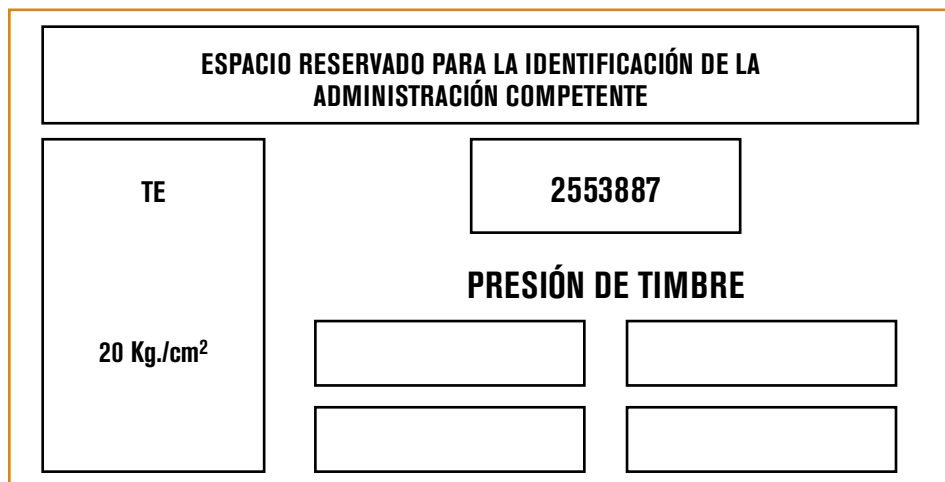 ESPACIO RESERVADO PARA LA IDENTIFICACIÓN DE LA
ADMINISTRACIÓN COMPETENTE
TE
2553887
PRESIÓN DE TIMBRE
20 Kg./cm²